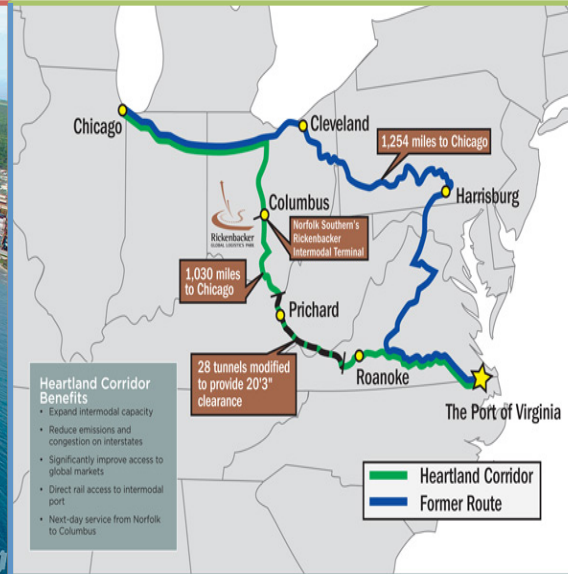 Chicago
Cleveland
1,254 miles to Chicago
Harrisburg
Columbus
Rickenbacker
GLOBAL LOGISTICS PARK
Norfolk Southern's
Rickenbacker
Intermodal Terminal
1,030 miles
to Chicago
Prichard
28 tunnels modified
to provide 20'3"
clearance
Roanoke
The Port of Virginia
Heartland Corridor
Benefits
• Expand intermodal capacity
• Reduce emissions and
congestion on interstates
• Significantly improve access to
global markets
• Direct rail access to intermodal
port
• Next-day service from Norfolk
to Columbus
Heartland Corridor
Former Route